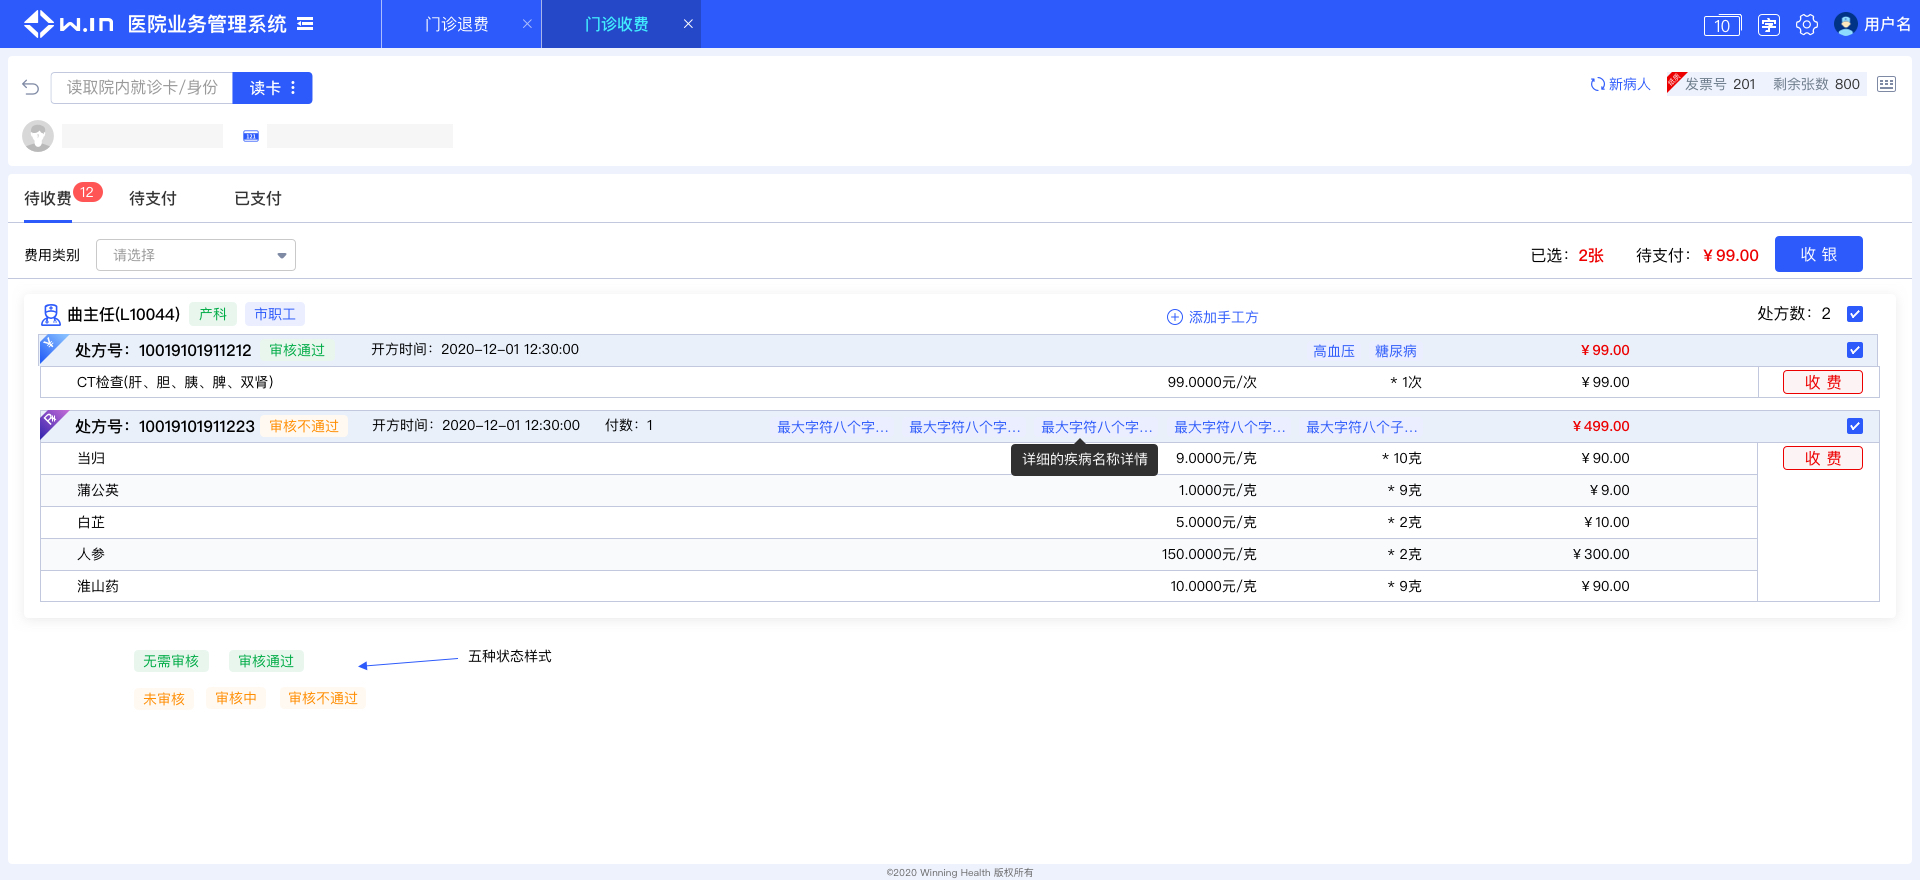 W.in 医院业务管理系统 门诊退费 门诊收费 10 字 用户名
读取院内就诊卡/身份 读卡 新病人 发票号 201 剩余张数 800
待收费 12 待支付 已支付
费用类别 请选择 已选：2张 待支付：￥99.00 收 银
曲主任(L10044) 产科 市职工 添加手工方 处方数：2
处方号：10019101911212 审核通过 开方时间：2020-12-01 12:30:00 高血压 糖尿病 ￥99.00
CT检查(肝、胆、胰、脾、双肾) 99.0000元/次 * 1次 ￥99.00 收 费
处方号：10019101911223 审核不通过 开方时间：2020-12-01 12:30:00 付数：1 最大字符八个字... 最大字符八个字... 最大字符八个字... 最大字符八个字... 最大字符八个子... ￥499.00
详细的疾病名称详情
当归 9.0000元/克 * 10克 ￥90.00 收 费
蒲公英 1.0000元/克 * 9克 ￥9.00
白芷 5.0000元/克 * 2克 ￥10.00
人参 150.0000元/克 * 2克 ￥300.00
淮山药 10.0000元/克 * 9克 ￥90.00
无需审核 审核通过 五种状态样式
未审核 审核中 审核不通过
©2020 Winning Health 版权所有